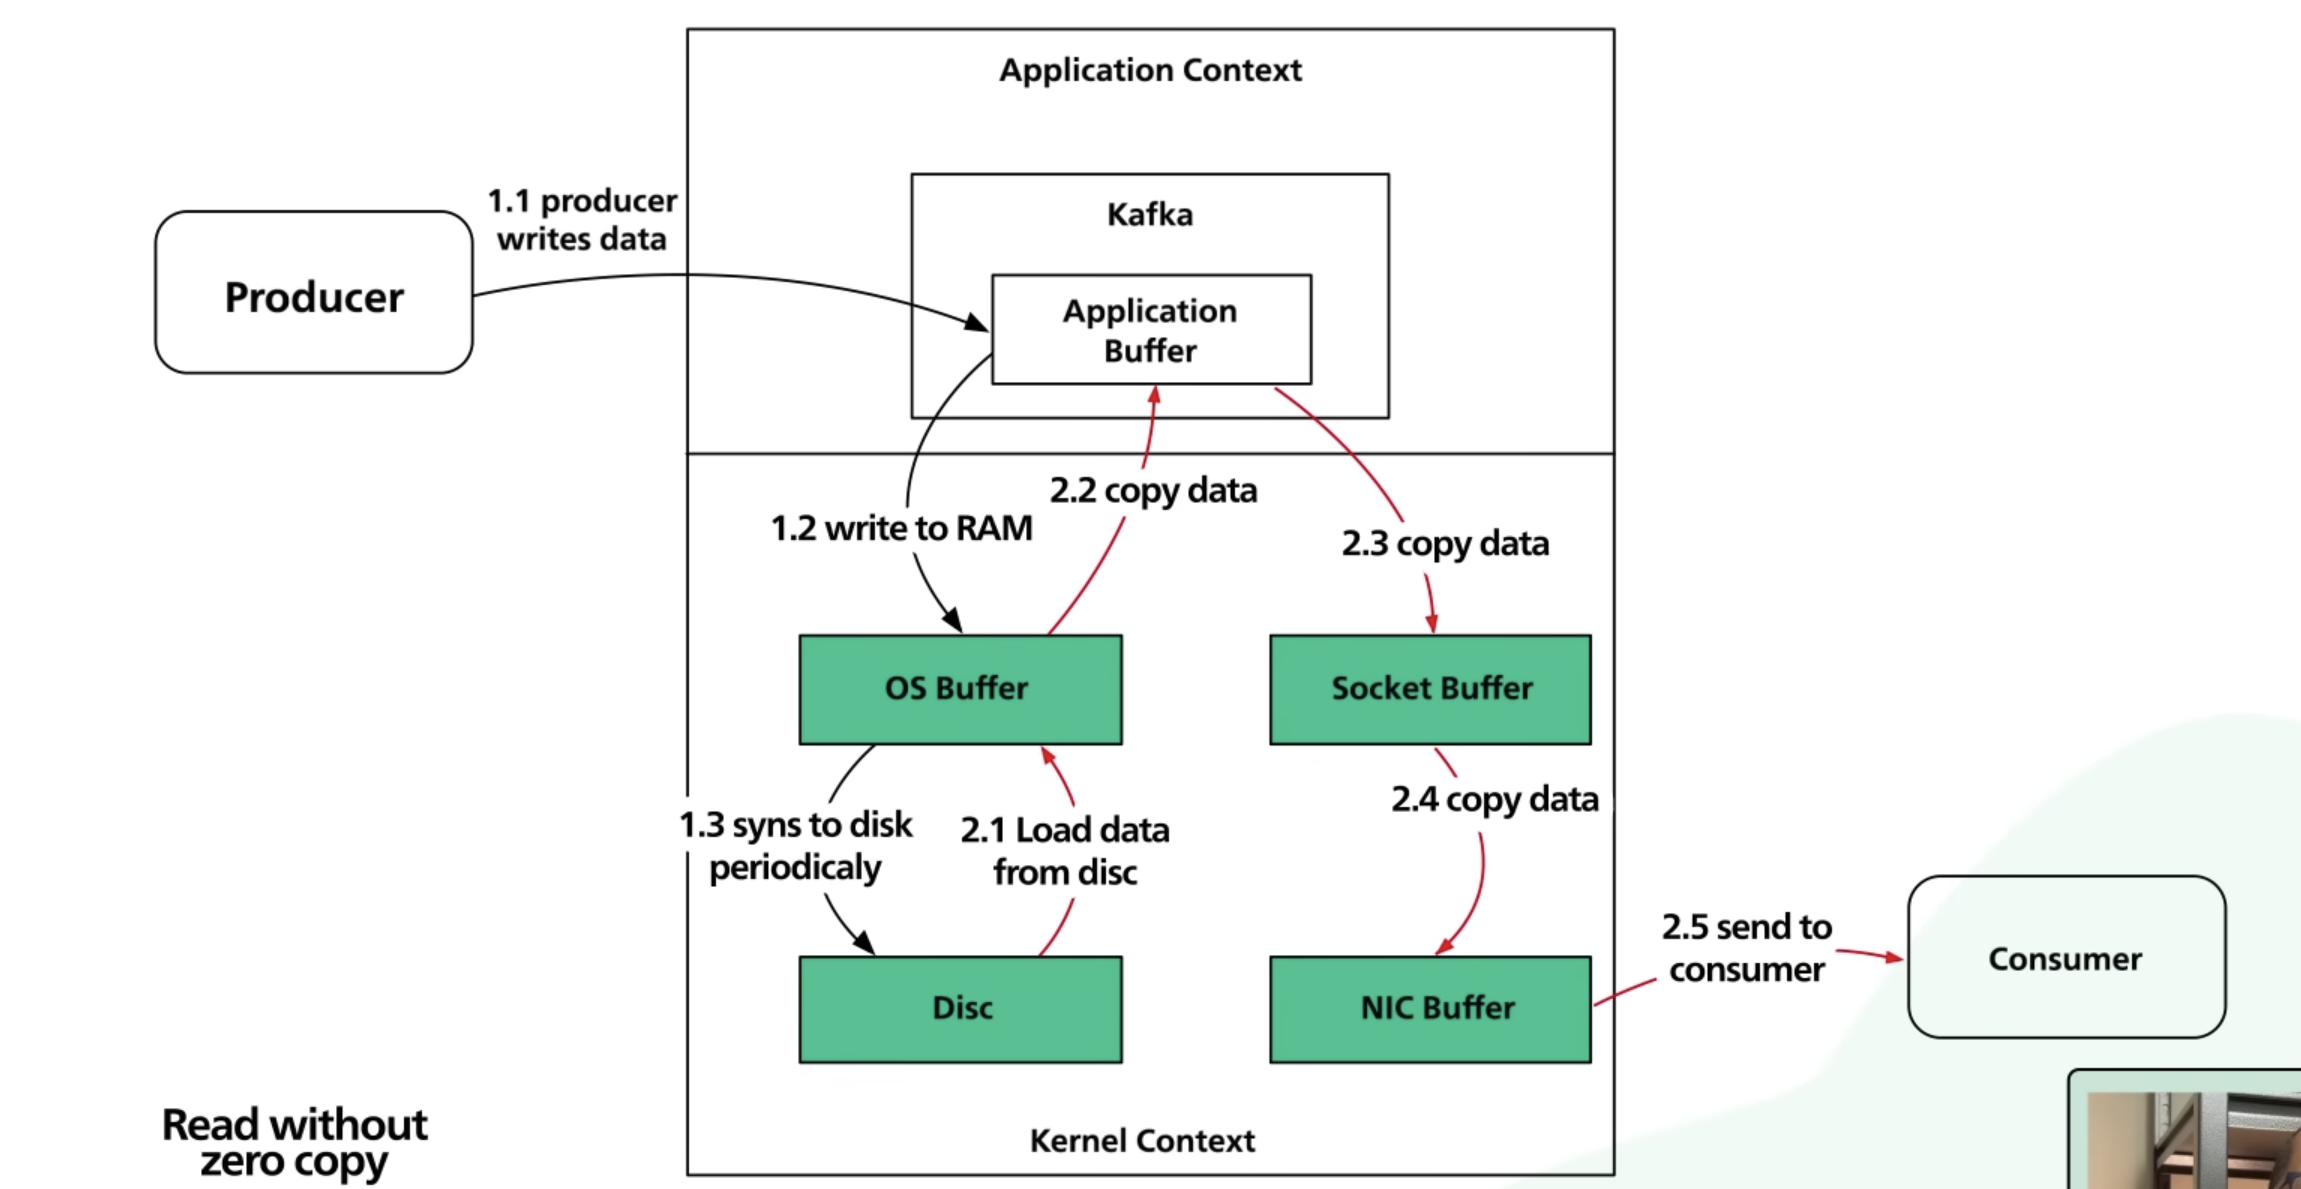 Application Context
Kafka
1.1 producer
writes data
Producer
Application
Buffer
2.2 copy data
1.2 write to RAM
2.3 copy data
OS Buffer
Socket Buffer
2.4 copy data
1.3 syns to disk
periodicaly
2.1 Load data
from disc
2.5 send to
consumer
Consumer
Disc
NIC Buffer
Read without
zero copy
Kernel Context